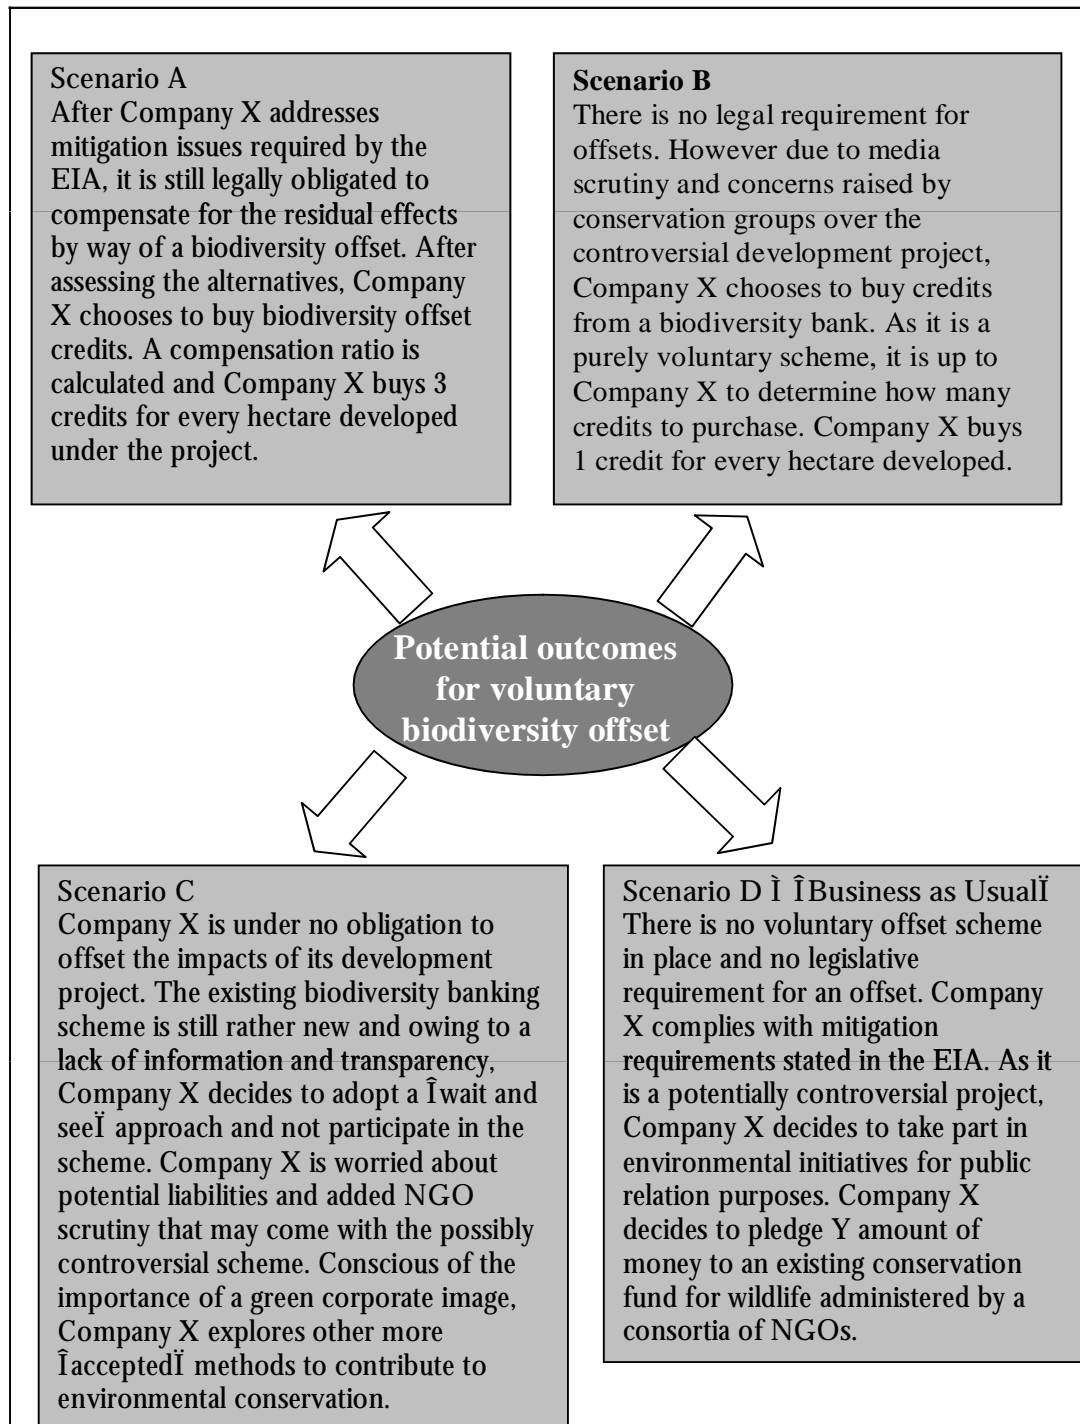 Scenario A
After Company X addresses
mitigation issues required by the
EIA, it is still legally obligated to
compensate for the residual effects
by way of a biodiversity offset. After
assessing the alternatives, Company
X chooses to buy biodiversity offset
credits. A compensation ratio is
calculated and Company X buys 3
credits for every hectare developed
under the project.
Scenario B
There is no legal requirement for
offsets. However due to media
scrutiny and concerns raised by
conservation groups over the
controversial development project,
Company X chooses to buy credits
from a biodiversity bank. As it is a
purely voluntary scheme, it is up to
Company X to determine how many
credits to purchase. Company X buys
1 credit for every hectare developed.
Potential outcomes
for voluntary
biodiversity offset
Scenario C
Company X is under no obligation to
offset the impacts of its development
project. The existing biodiversity banking
scheme is still rather new and owing to a
lack of information and transparency,
Company X decides to adopt a Îwait and
seeÏ approach and not participate in the
scheme. Company X is worried about
potential liabilities and added NGO
scrutiny that may come with the possibly
controversial scheme. Conscious of the
importance of a green corporate image,
Company X explores other more
ÎacceptedÏ methods to contribute to
environmental conservation.
Scenario D Ì ÎBusiness as UsualÏ
There is no voluntary offset scheme
in place and no legislative
requirement for an offset. Company
X complies with mitigation
requirements stated in the EIA. As it
is a potentially controversial project,
Company X decides to take part in
environmental initiatives for public
relation purposes. Company X
decides to pledge Y amount of
money to an existing conservation
fund for wildlife administered by a
consortia of NGOs.